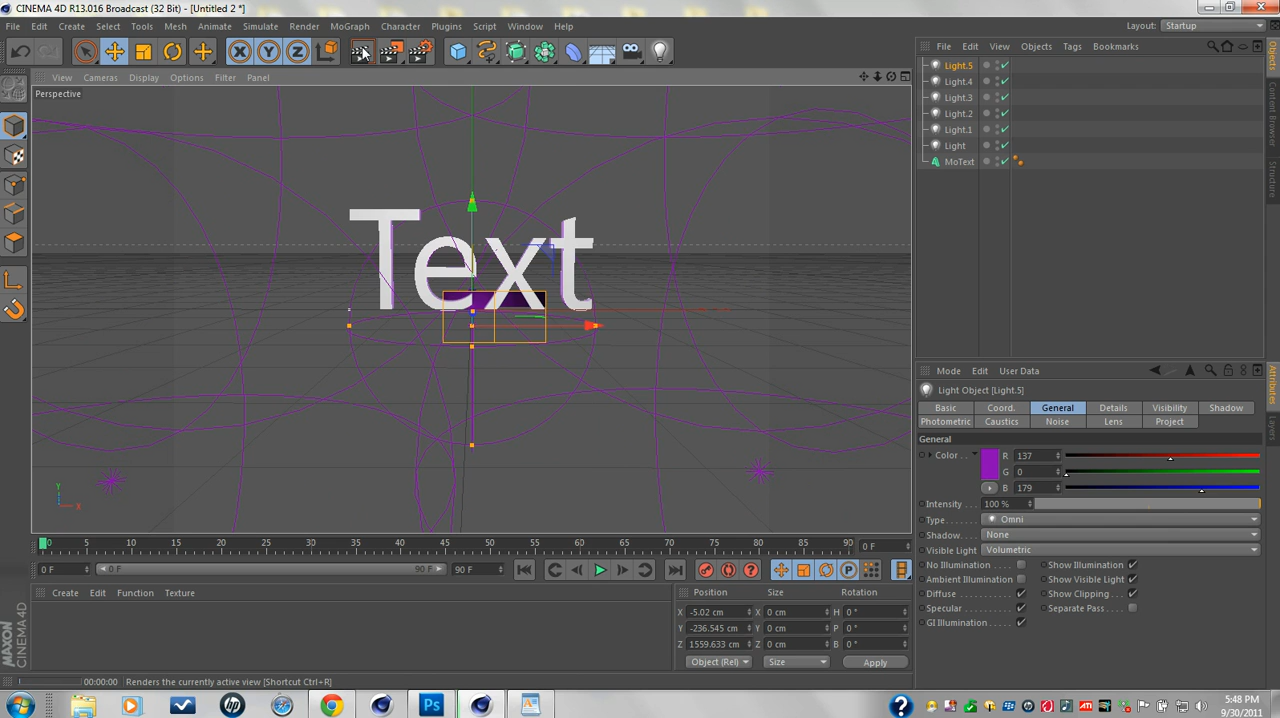 CINEMA 4D R13.016 Broadcast (32 Bit) - [Untitled 2 *]
File Edit Create Select Tools Mesh Animate Simulate Render MoGraph Character Plugins Script Window Help
Layout: Startup
X Y Z
File Edit View Objects Tags Bookmarks
View Cameras Display Options Filter Panel
Perspective
Light.5
Light.4
Light.3
Light.2
Light.1
Light
MoText
Objects
Content Browser
Structure
Text
Mode Edit User Data
Attributes
Layers
Light Object [Light.5]
Basic Coord. General Details Visibility Shadow
Photometric Caustics Noise Lens Project
General
Color . . R 137
G 0
B 179
Intensity . . . 100 %
Type . . . . . Omni
Shadow. . . . None
Visible Light . Volumetric
No Illumination . Show Illumination
Ambient Illumination Show Visible Light
Diffuse . . . . . Show Clipping . .
Specular . . . . Separate Pass .
GI Illumination . .
Y
X
0 5 10 15 20 25 30 35 40 45 50 55 60 65 70 75 80 85 90
0 F
0 F 0 F 90 F 90 F
P
Create Edit Function Texture
Position Size Rotation
X -5.02 cm X 0 cm H 0 °
Y -236.545 cm Y 0 cm P 0 °
Z 1559.633 cm Z 0 cm B 0 °
Object (Rel) Size Apply
MAXON
CINEMA 4D
00:00:00 Renders the currently active view [Shortcut Ctrl+R]
hp
Ps
ATI
5:48 PM
9/30/2011